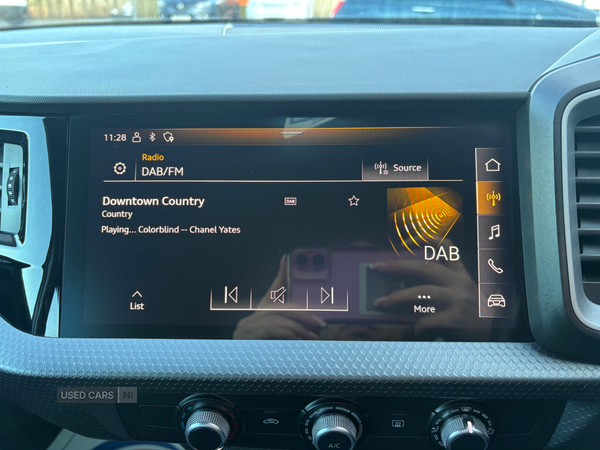 11:28
Radio
DAB/FM
Source
Downtown Country
DAB
Country
Playing... Colorblind -- Chanel Yates
DAB
List
More
USED CARS NI
A/C